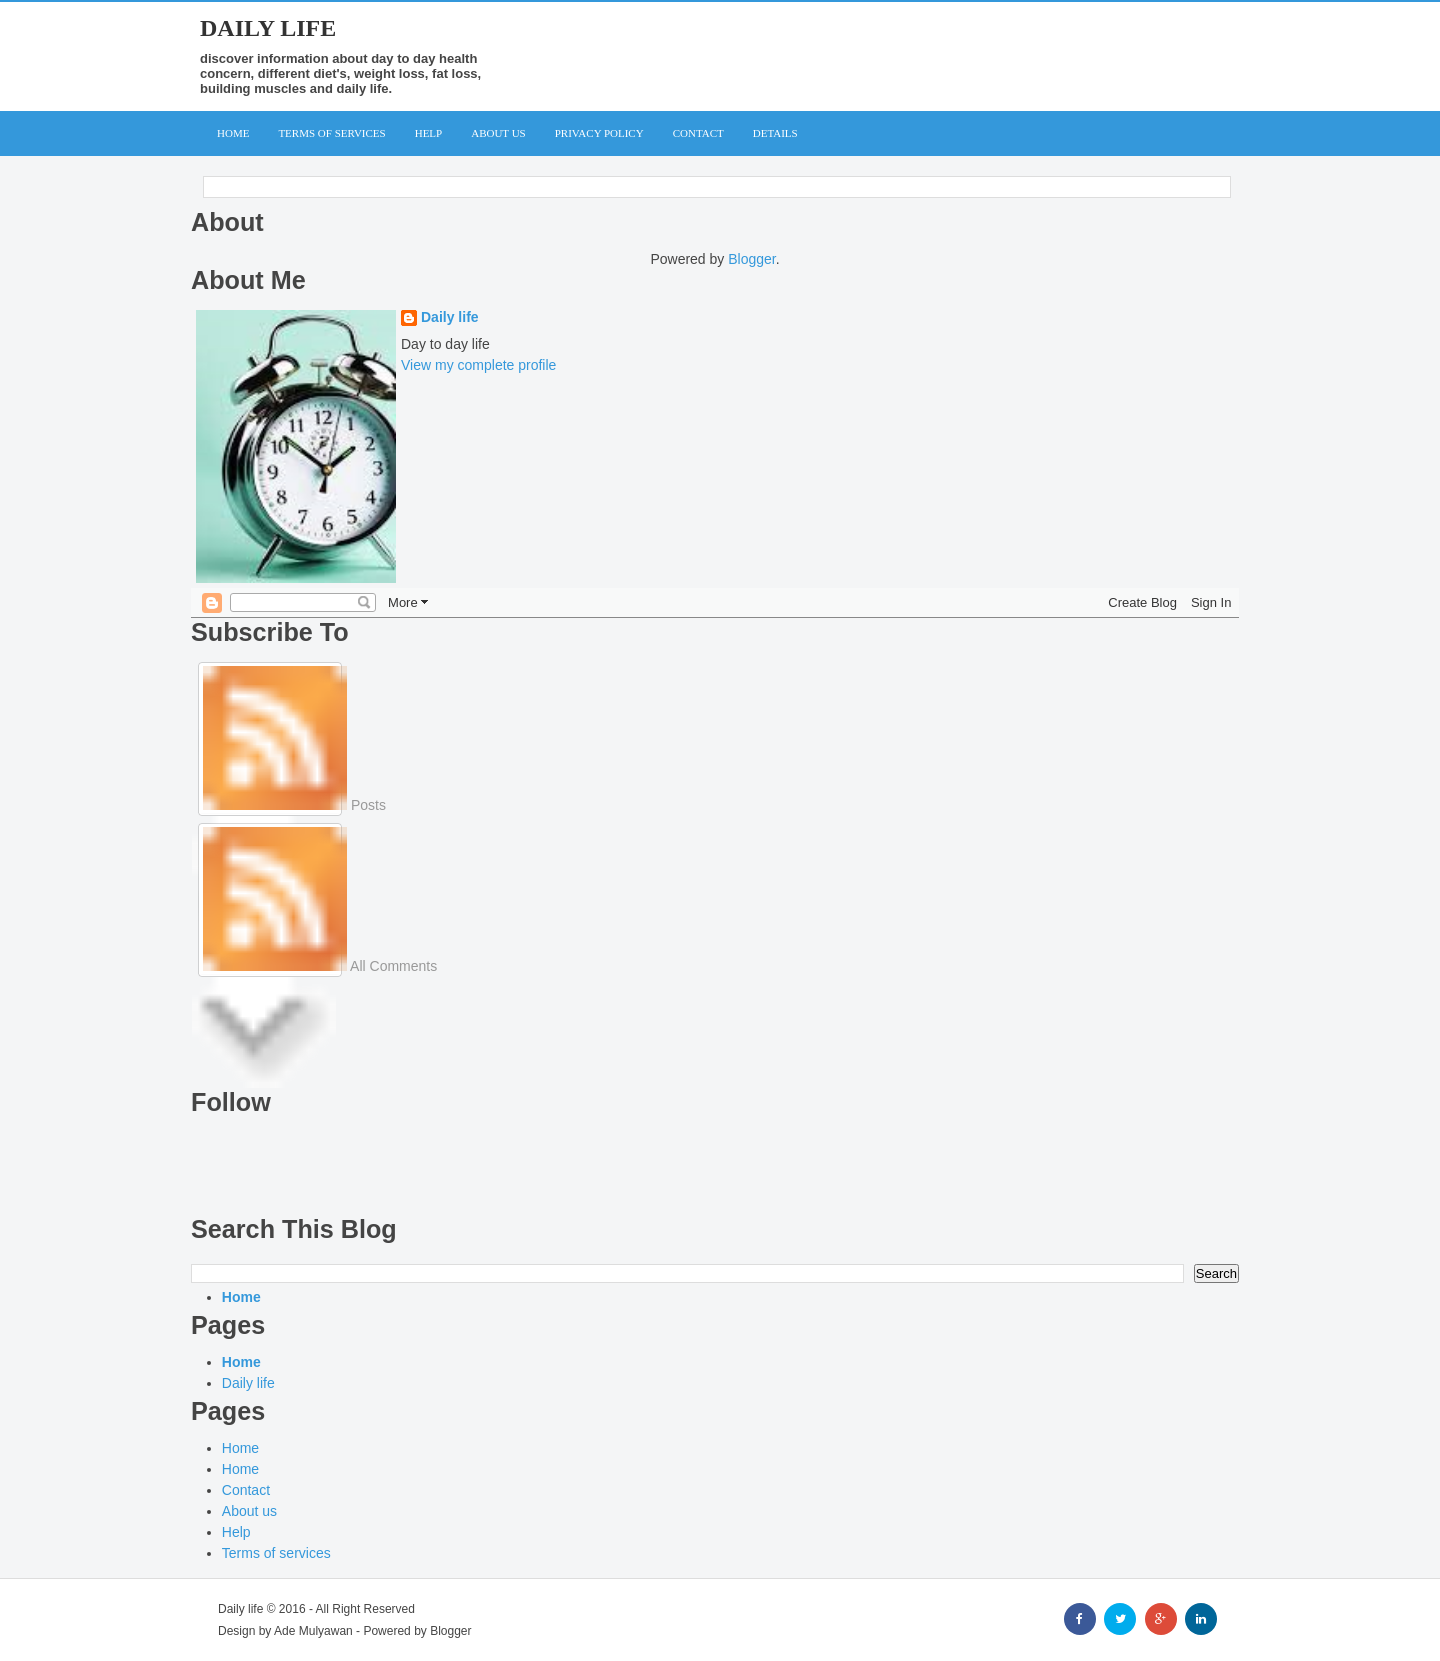 DAILY LIFE
discover information about day to day health
concern, different diet's, weight loss, fat loss,
building muscles and daily life.
HOME TERMS OF SERVICES HELP ABOUT US PRIVACY POLICY CONTACT DETAILS
About
Powered by Blogger.
About Me
Daily life
Day to day life
View my complete profile
12
11
1
10
2
9
3
8
4
7
5
6
More Create Blog Sign In
Subscribe To
Posts
All Comments
Follow
Search This Blog
Search
Home
Pages
Home
Daily life
Pages
Home
Home
Contact
About us
Help
Terms of services
Daily life © 2016 - All Right Reserved
Design by Ade Mulyawan - Powered by Blogger